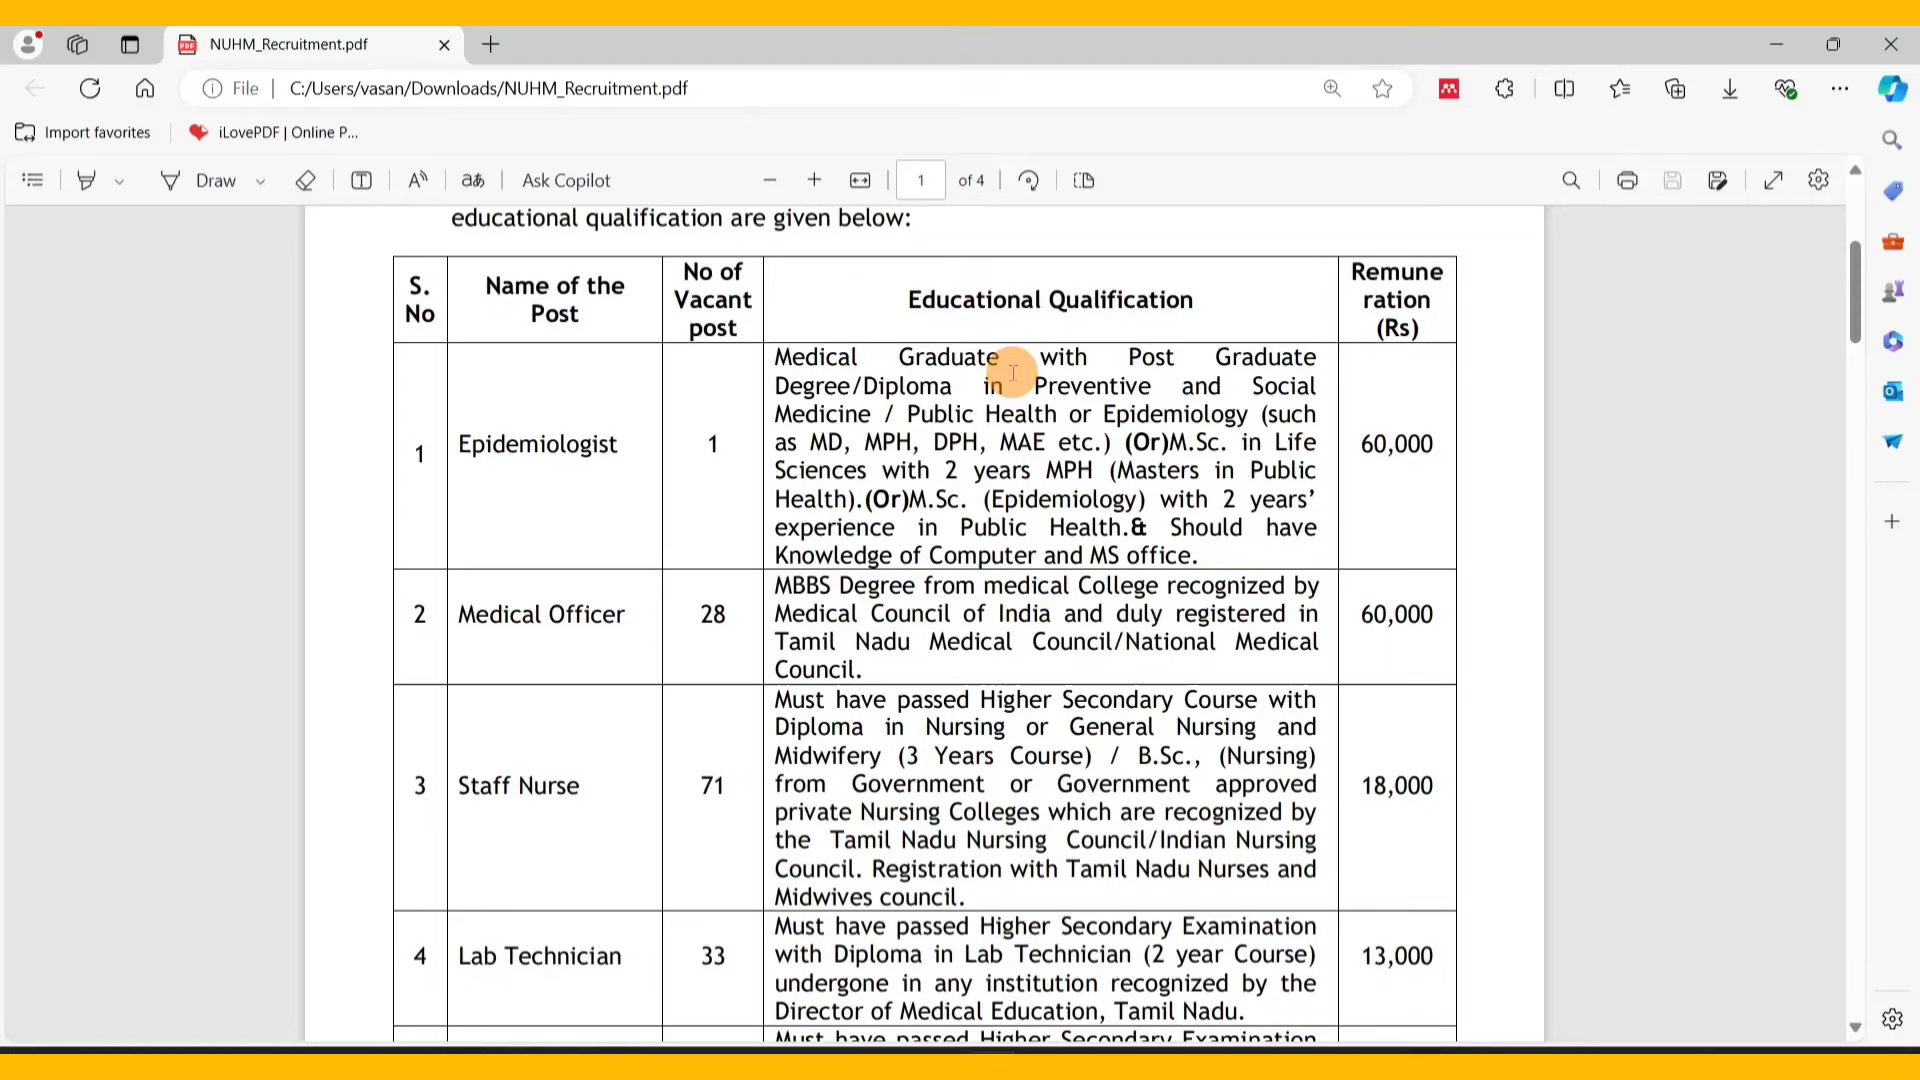 NUHM_Recruitment.pdf
File
C:/Users/vasan/Downloads/NUHM_Recruitment.pdf
Import favorites
iLovePDF | Online P...
Draw
Ask Copilot
1 of 4
educational qualification are given below:
S. No
Name of the Post
No of Vacant post
Educational Qualification
Remune ration (Rs)
1
Epidemiologist
1
Medical Graduate with Post Graduate
Degree/Diploma in Preventive and Social
Medicine / Public Health or Epidemiology (such
as MD, MPH, DPH, MAE etc.) (Or)M.Sc. in Life
Sciences with 2 years MPH (Masters in Public
Health).(Or)M.Sc. (Epidemiology) with 2 years’
experience in Public Health.& Should have
Knowledge of Computer and MS office.
60,000
2
Medical Officer
28
MBBS Degree from medical College recognized by
Medical Council of India and duly registered in
Tamil Nadu Medical Council/National Medical
Council.
60,000
3
Staff Nurse
71
Must have passed Higher Secondary Course with
Diploma in Nursing or General Nursing and
Midwifery (3 Years Course) / B.Sc., (Nursing)
from Government or Government approved
private Nursing Colleges which are recognized by
the Tamil Nadu Nursing Council/Indian Nursing
Council. Registration with Tamil Nadu Nurses and
Midwives council.
18,000
4
Lab Technician
33
Must have passed Higher Secondary Examination
with Diploma in Lab Technician (2 year Course)
undergone in any institution recognized by the
Director of Medical Education, Tamil Nadu.
13,000
Must have passed Higher Secondary Examination